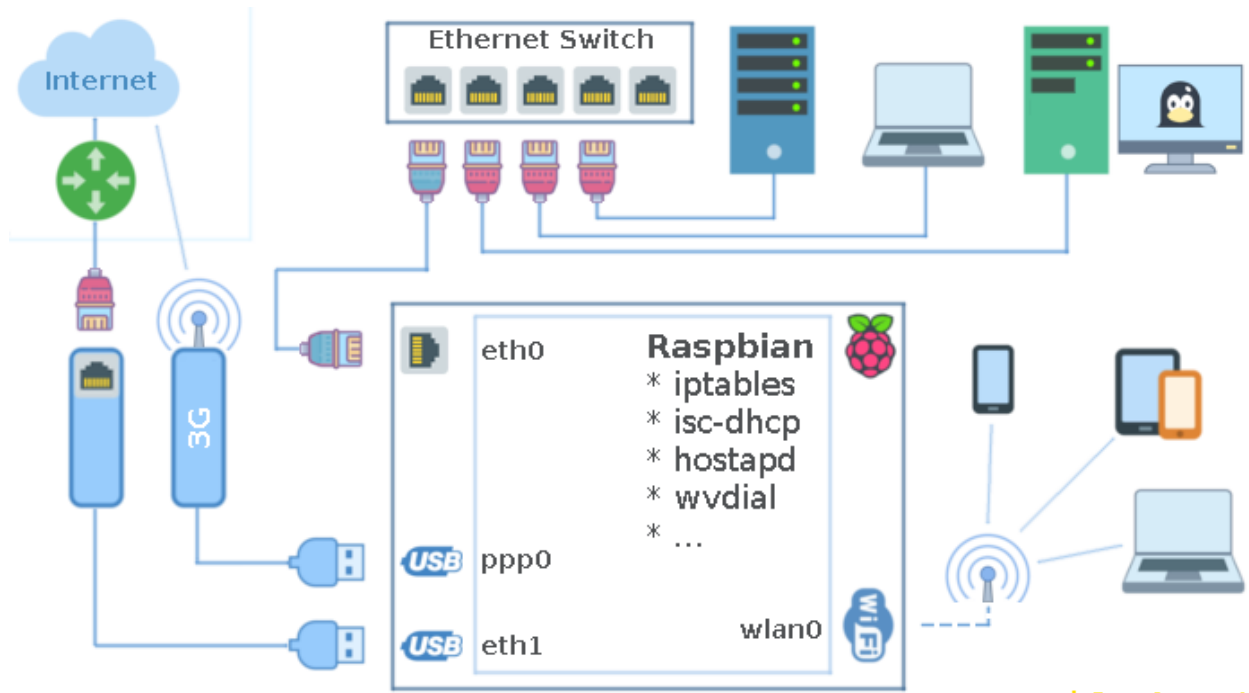 Internet
Ethernet Switch
3G
eth0
Raspbian
* iptables
* isc-dhcp
* hostapd
* wvdial
* ...
USB
ppp0
USB
eth1
wlan0
WiFi